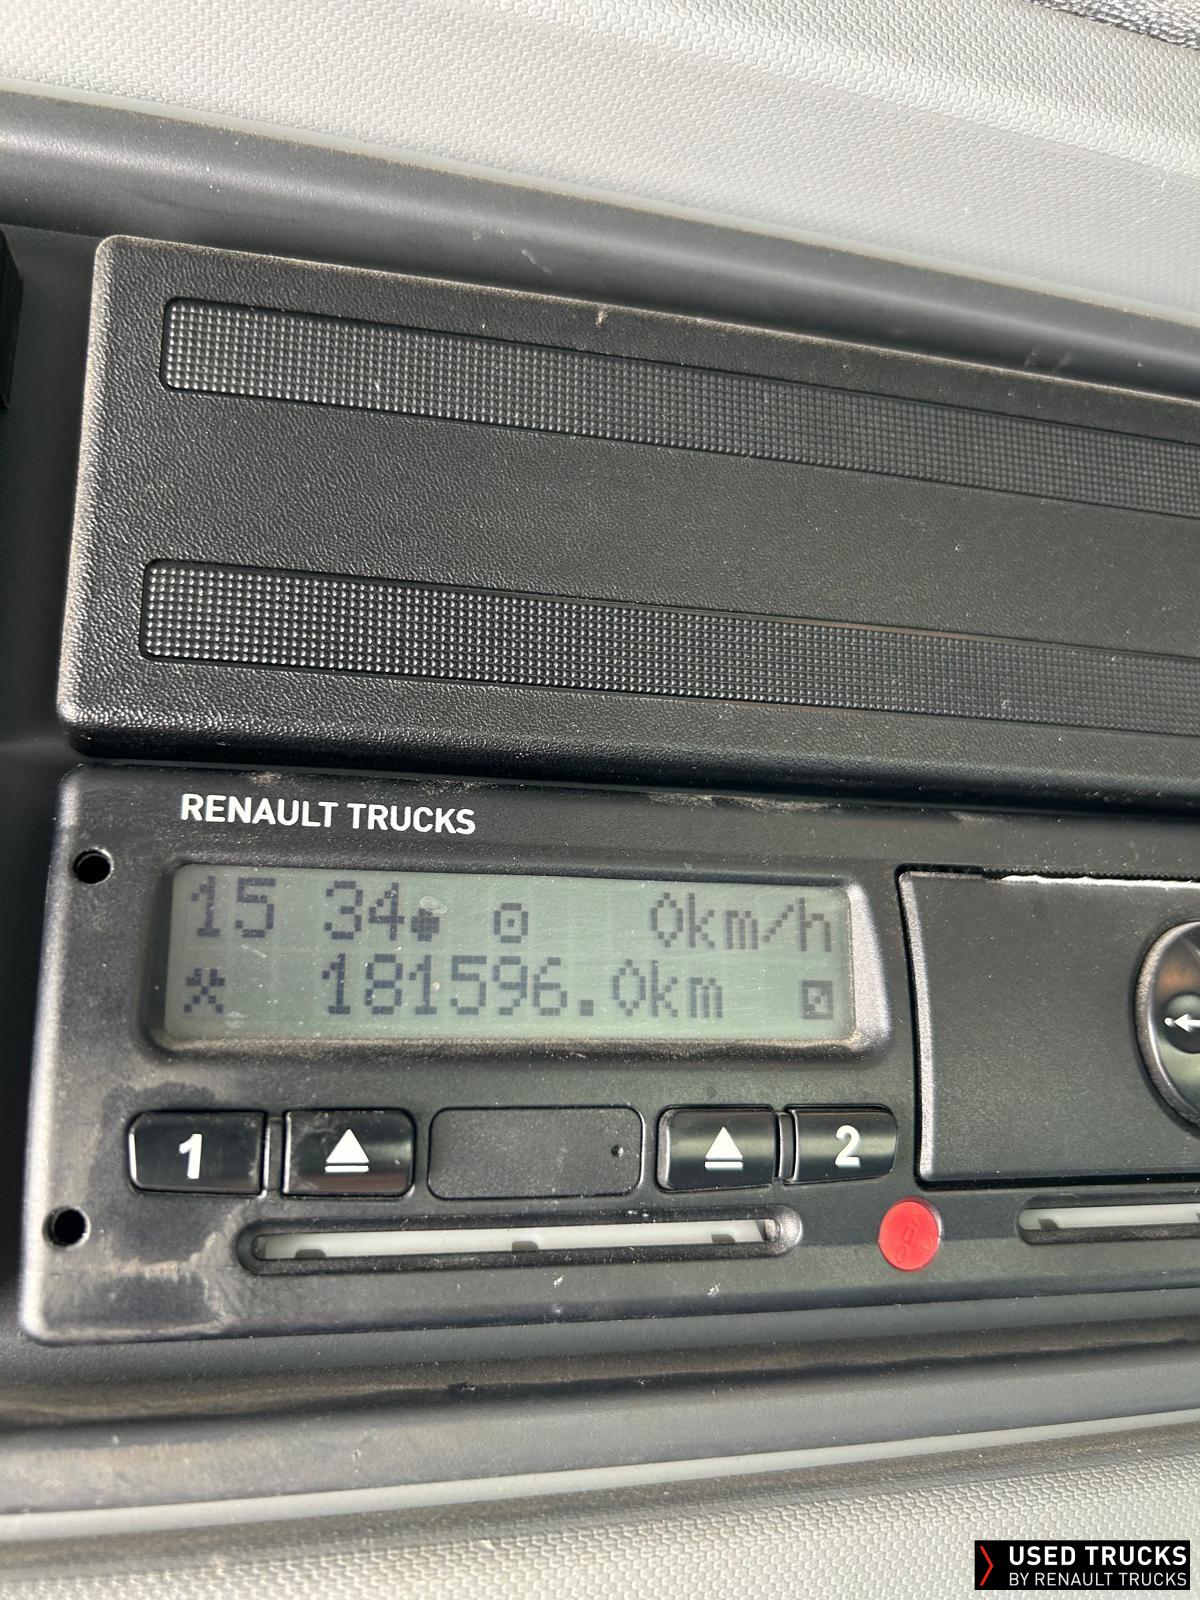 RENAULT TRUCKS
15 34 0km/h
181596.0km
1 2
USED TRUCKS
BY RENAULT TRUCKS